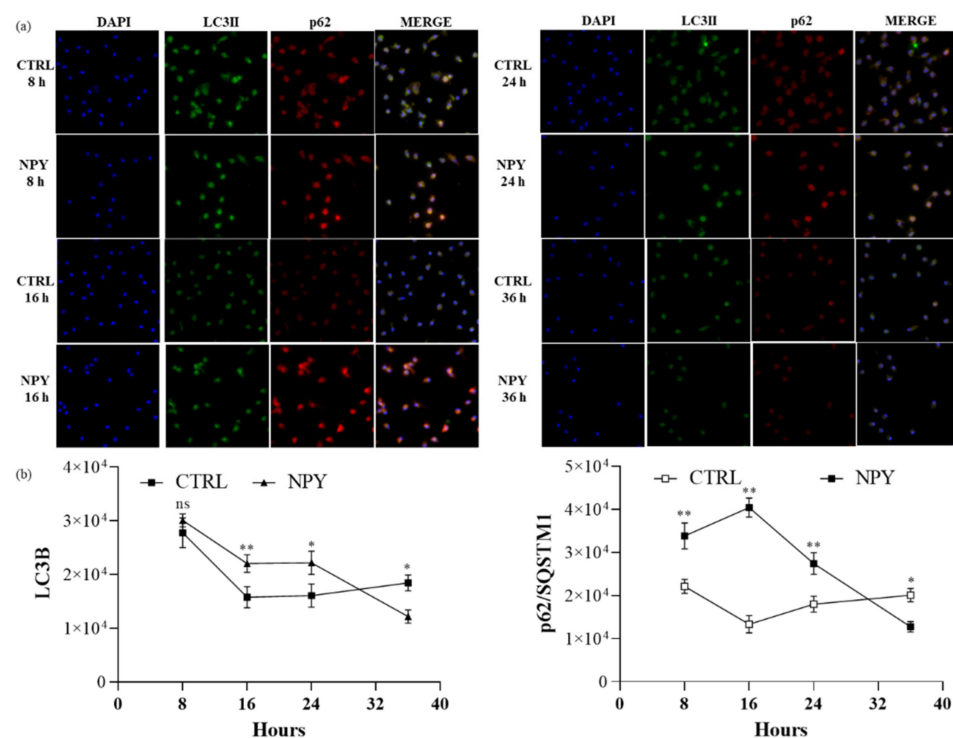 (a)
DAPI LC3II p62 MERGE
CTRL
8 h
NPY
8 h
CTRL
16 h
NPY
16 h
DAPI LC3II p62 MERGE
CTRL
24 h
NPY
24 h
CTRL
36 h
NPY
36 h
(b)
4×10⁴
3×10⁴
2×10⁴
1×10⁴
0
LC3B
CTRL NPY
ns
**
*
*
0 8 16 24 32 40
Hours
5×10⁴
4×10⁴
3×10⁴
2×10⁴
1×10⁴
0
p62/SQSTM1
CTRL NPY
**
**
**
*
0 8 16 24 32 40
Hours